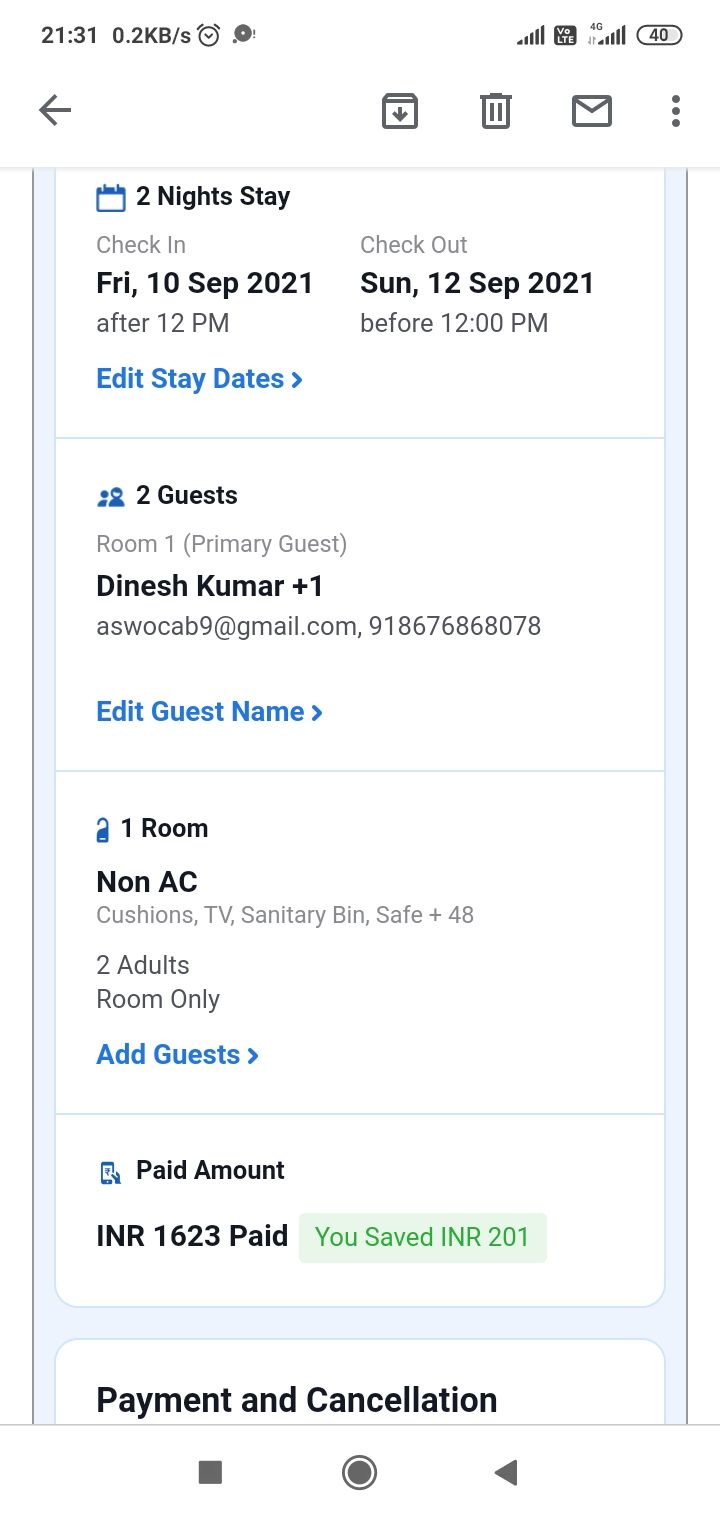 21:31 0.2KB/s
Vo LTE 4G 40
2 Nights Stay
Check In Check Out
Fri, 10 Sep 2021 Sun, 12 Sep 2021
after 12 PM before 12:00 PM
Edit Stay Dates
2 Guests
Room 1 (Primary Guest)
Dinesh Kumar +1
aswocab9@gmail.com, 918676868078
Edit Guest Name
1 Room
Non AC
Cushions, TV, Sanitary Bin, Safe + 48
2 Adults
Room Only
Add Guests
Paid Amount
INR 1623 Paid You Saved INR 201
Payment and Cancellation